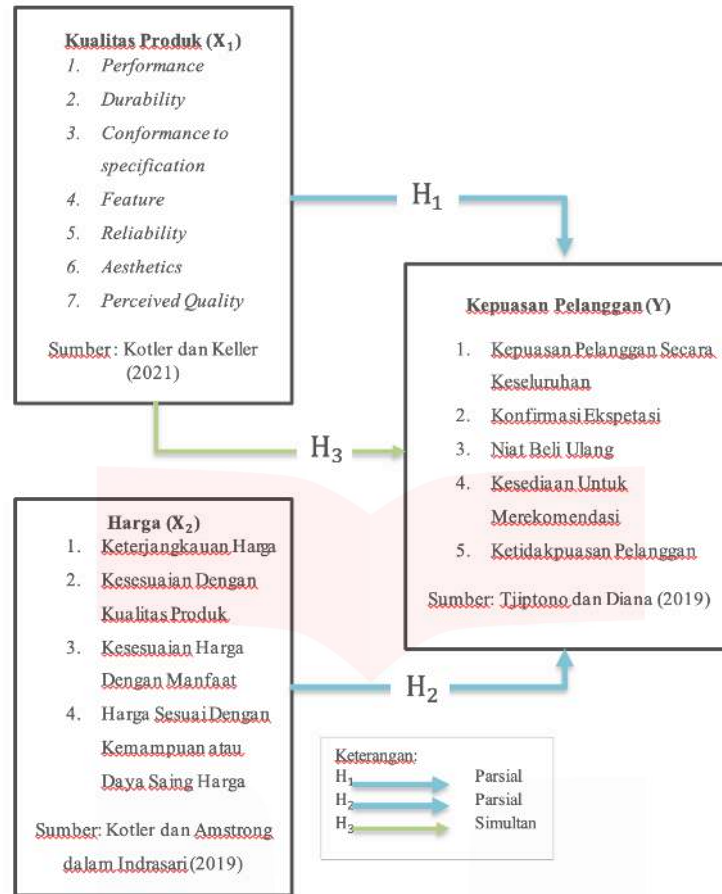 Kualitas Produk (X₁)
1. Performance
2. Durability
3. Conformance to
specification
4. Feature
5. Reliability
6. Aesthetics
7. Perceived Quality
Sumber: Kotler dan Keller
(2021)
H₁
Kepuasan Pelanggan (Y)
1. Kepuasan Pelanggan Secara
Keseluruhan
2. Konfirmasi Ekspetasi
3. Niat Beli Ulang
4. Kesediaan Untuk
Merekomendasi
5. Ketidakpuasan Pelanggan
Sumber: Tjiptono dan Diana (2019)
H₃
Harga (X₂)
1. Keterjangkauan Harga
2. Kesesuaian Dengan
Kualitas Produk
3. Kesesuaian Harga
Dengan Manfaat
4. Harga Sesuai Dengan
Kemampuan atau
Daya Saing Harga
Sumber: Kotler dan Amstrong
dalam Indrasari (2019)
H₂
Keterangan:
H₁ Parsial
H₂ Parsial
H₃ Simultan